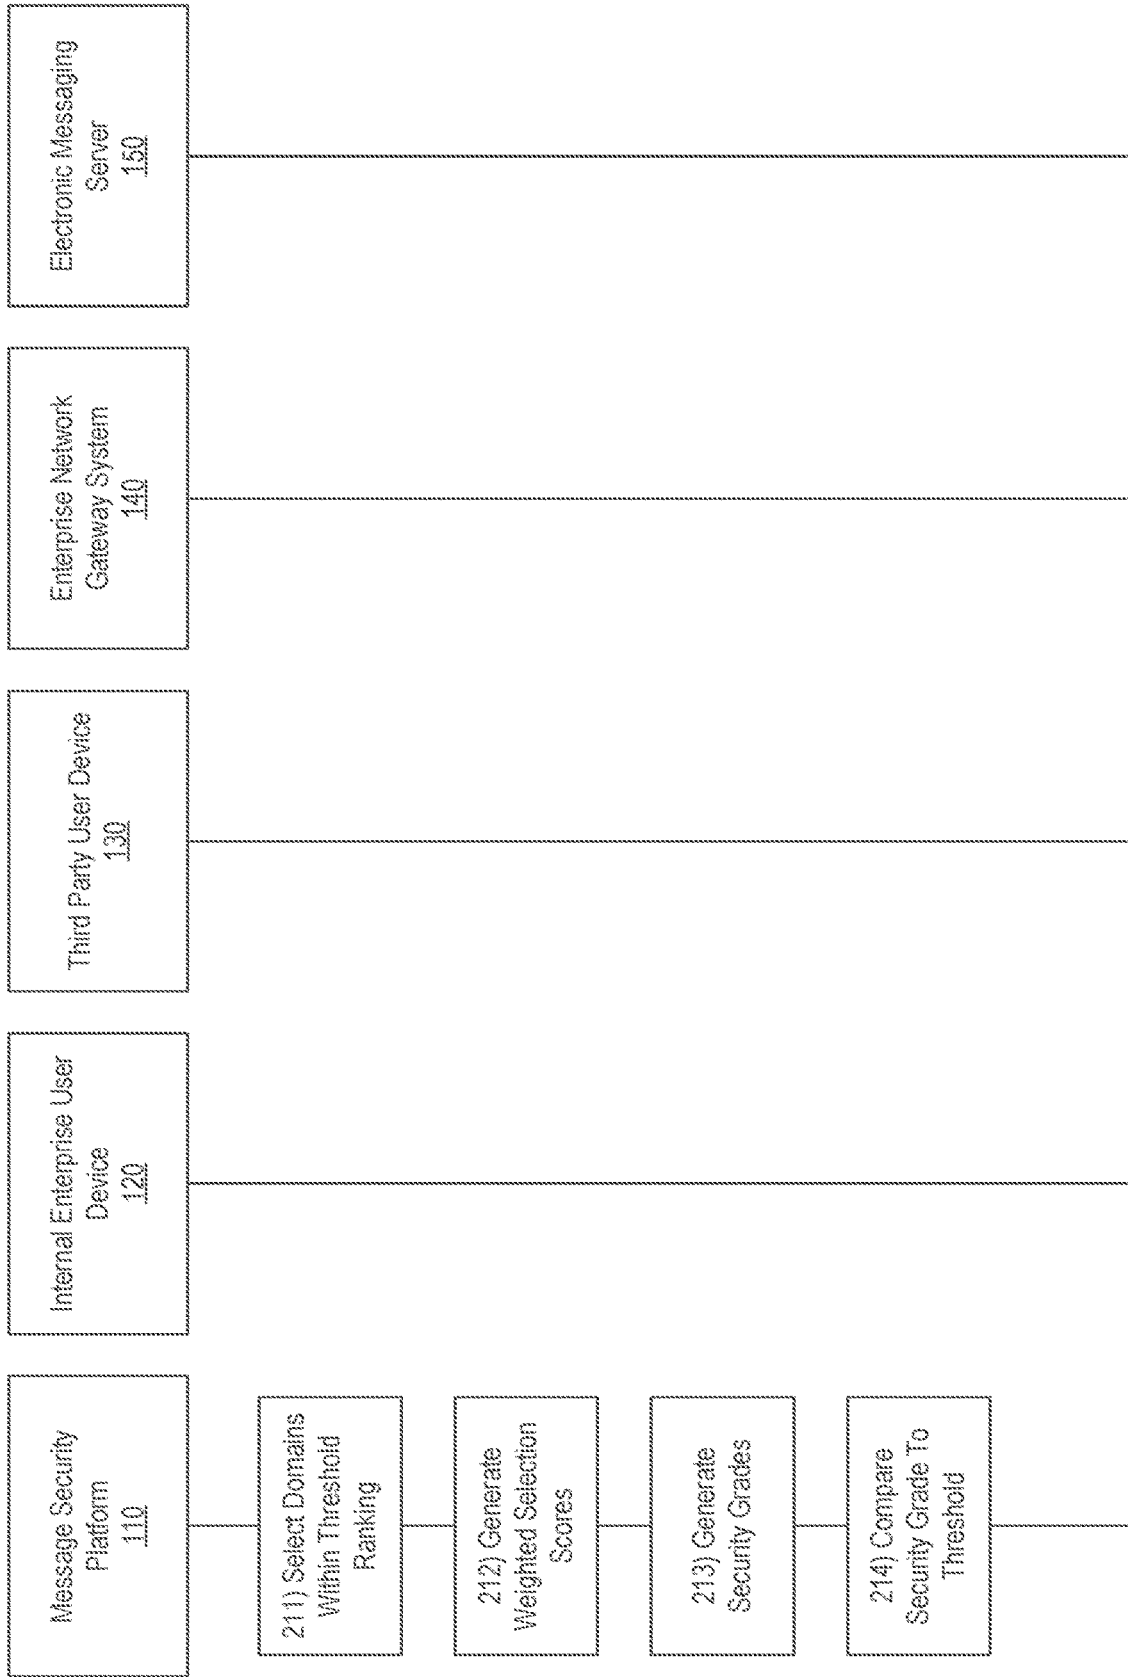 Message Security
Platform
110
Internal Enterprise User
Device
120
Third Party User Device
130
Enterprise Network
Gateway System
140
Electronic Messaging
Server
150
211) Select Domains
Within Threshold
Ranking
212) Generate
Weighted Selection
Scores
213) Generate
Security Grades
214) Compare
Security Grade To
Threshold